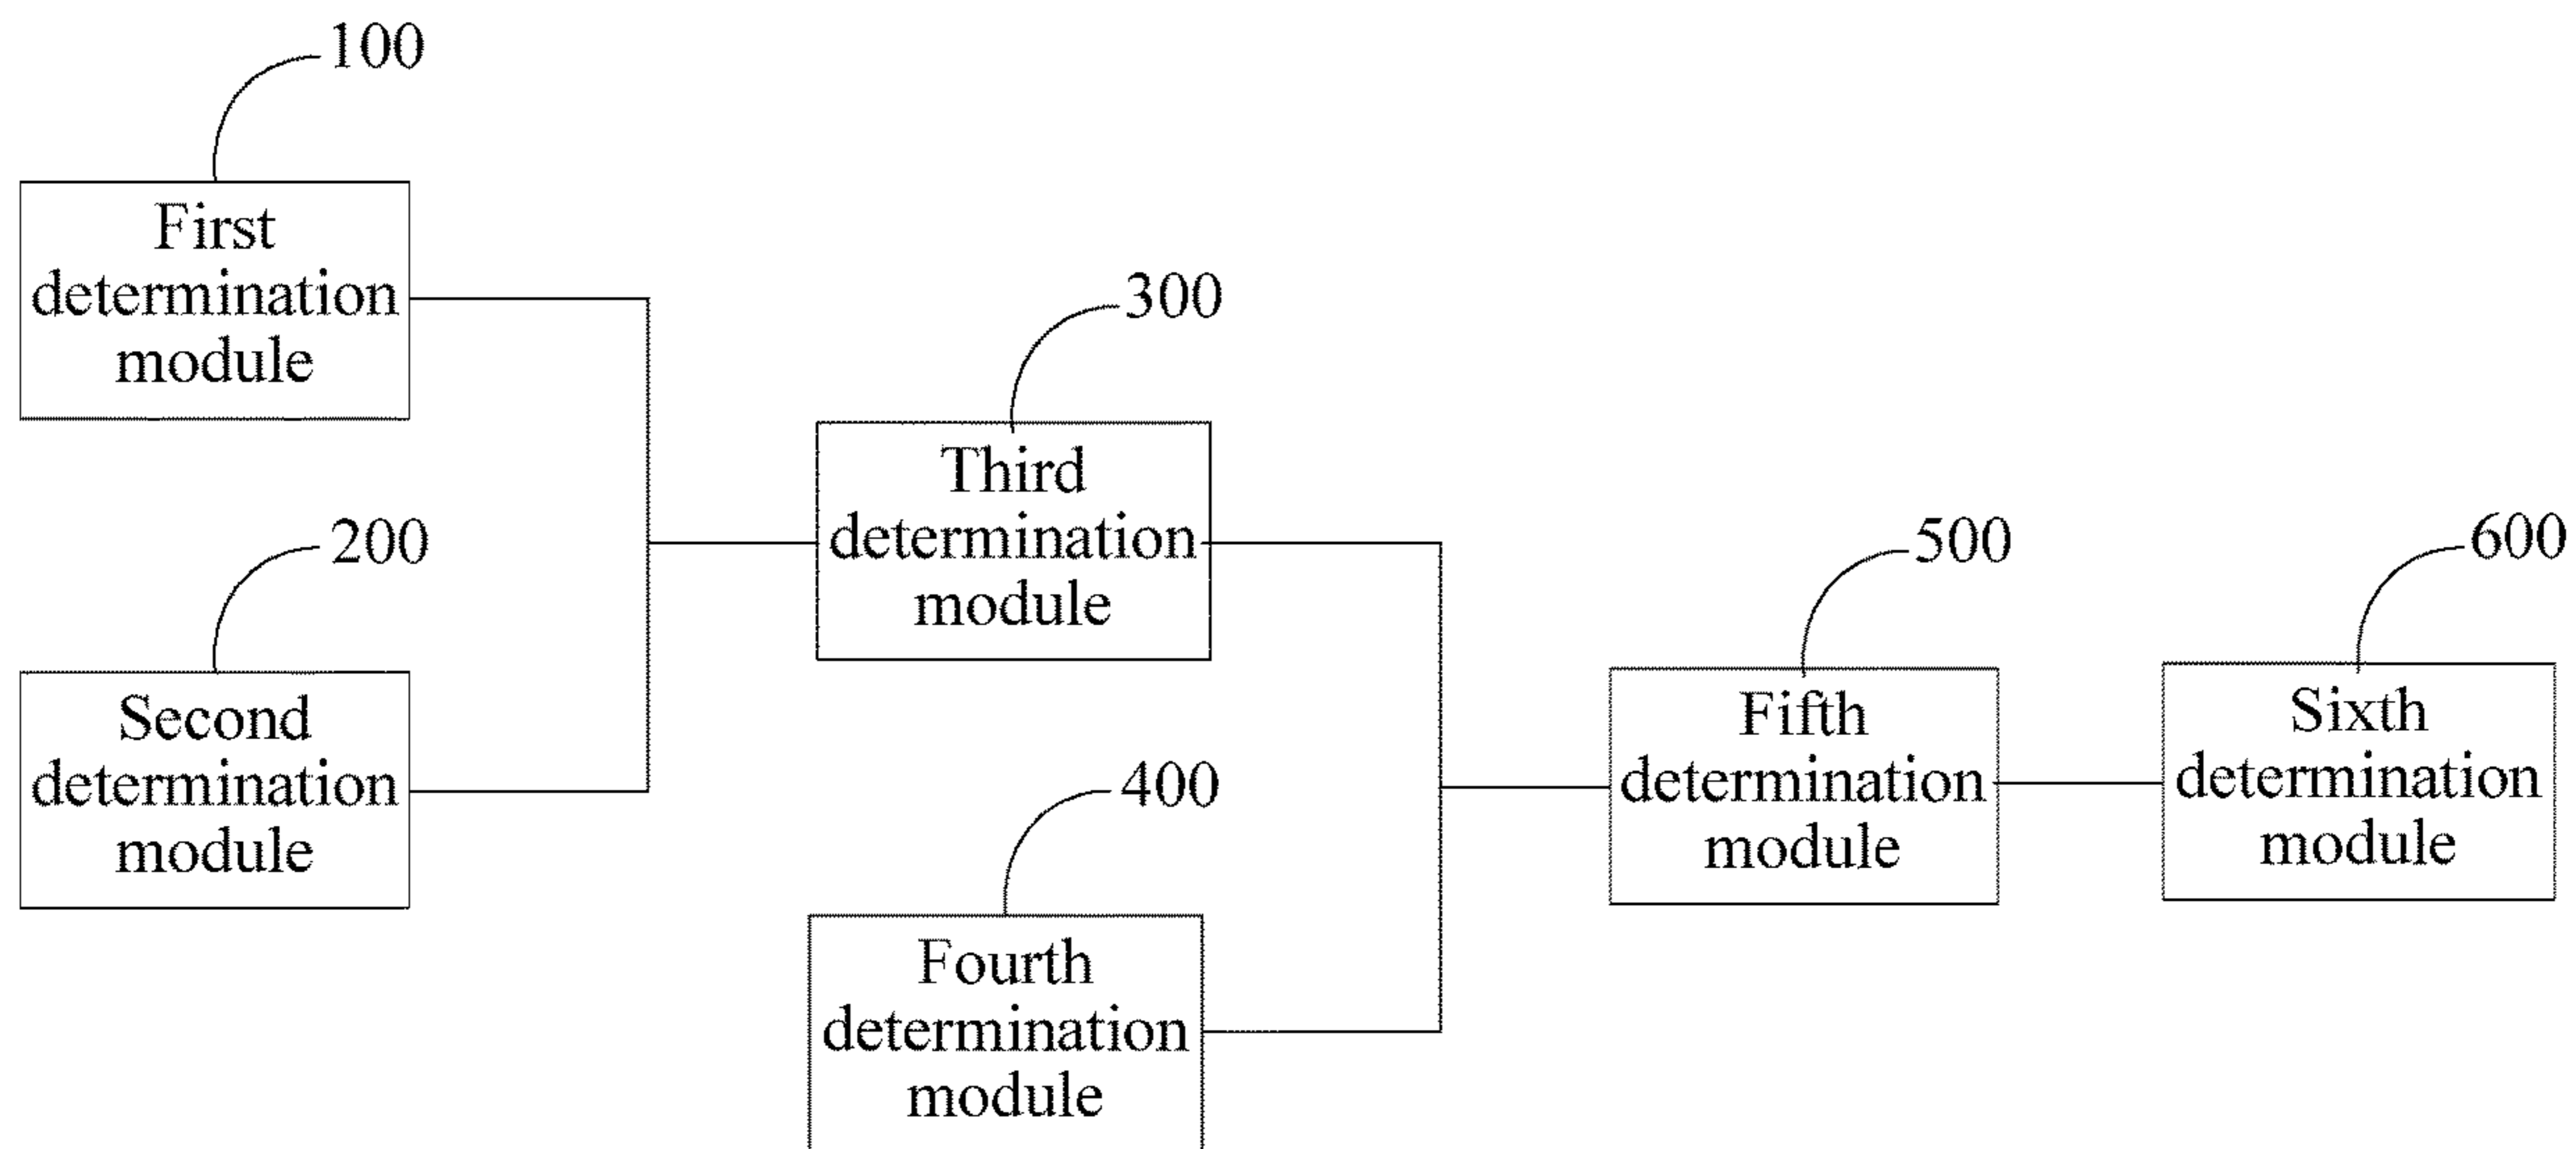 100
First
determination
module
200
Second
determination
module
300
Third
determination
module
400
Fourth
determination
module
500
Fifth
determination
module
600
Sixth
determination
module